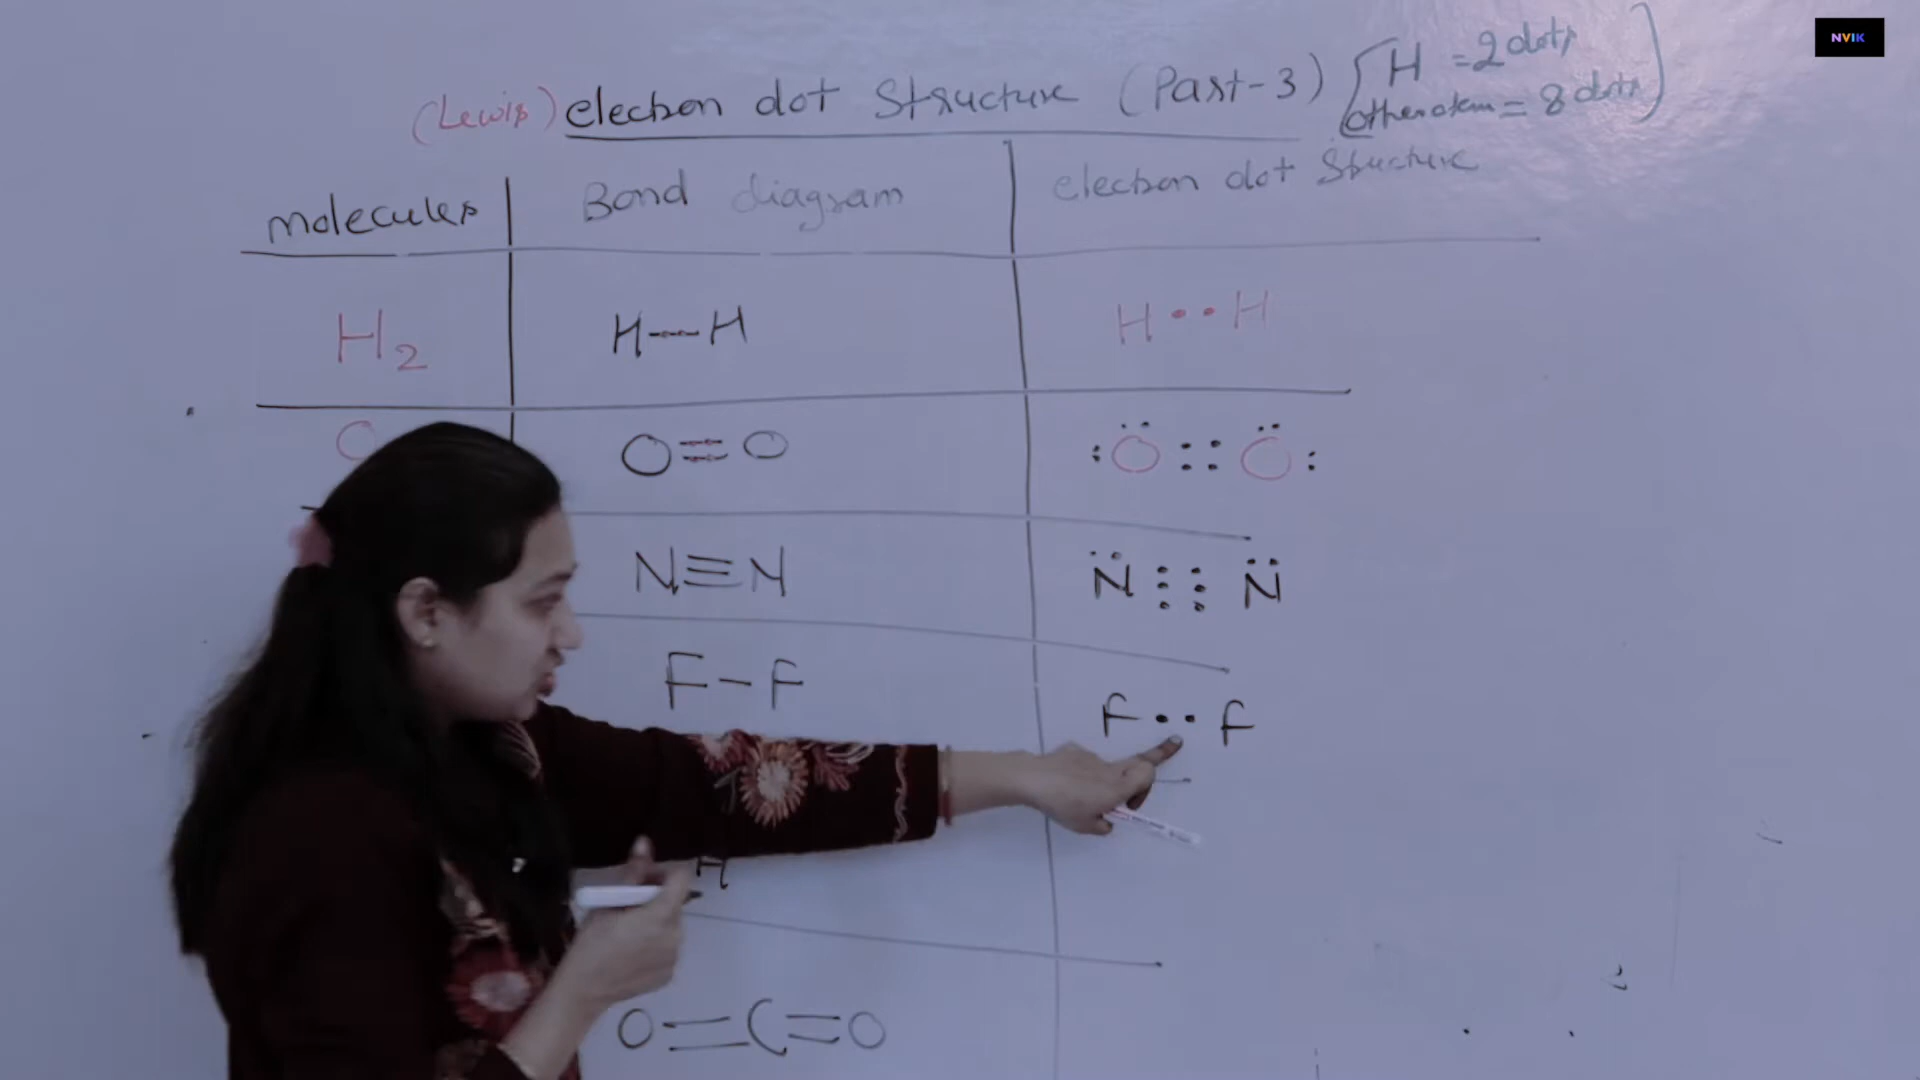 NVIK
(Lewis) electron dot structure (Part-3) [H = 2 dots
other atom = 8 dots]
molecules Bond diagram electron dot structure
H2 H—H H··H
O O=O :Ö::Ö:
N≡N N̈:::N̈
F-F F··F
H
O=C=O